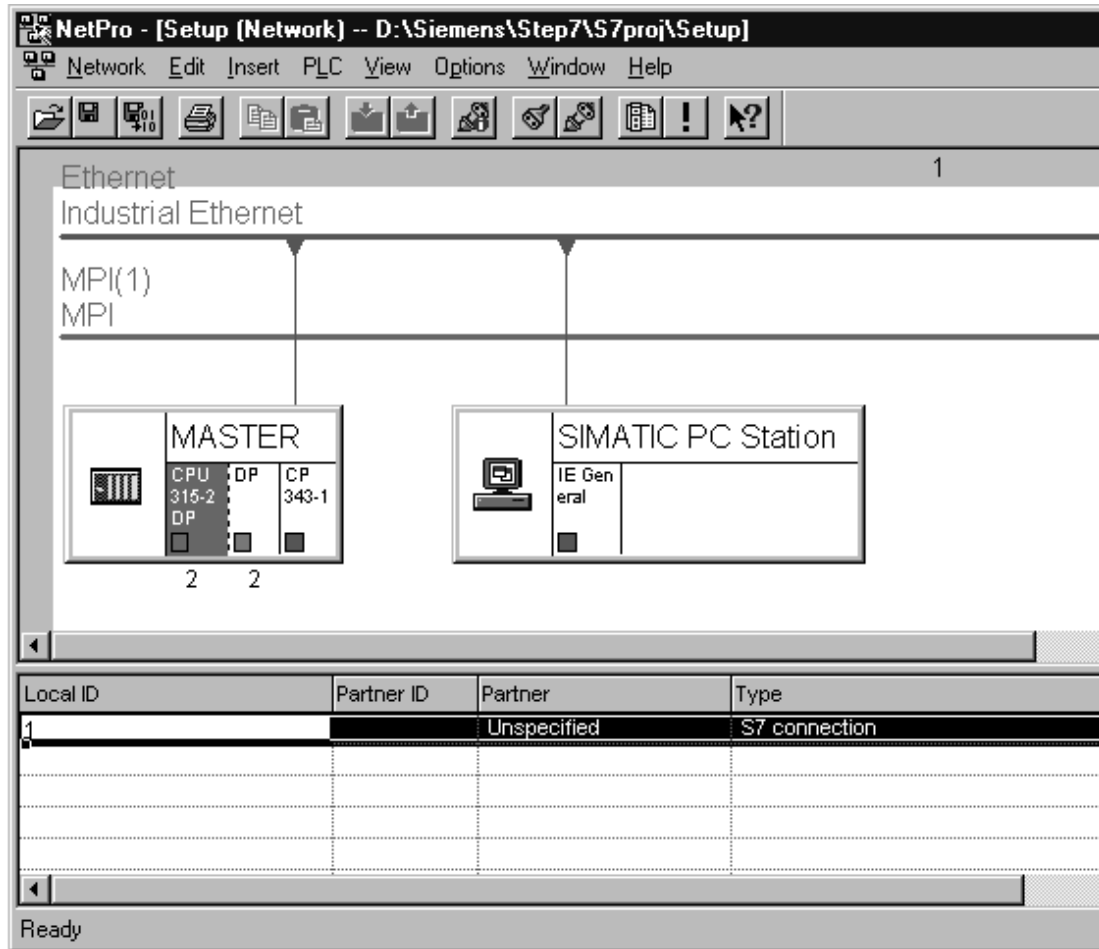 NetPro - [Setup (Network) -- D:\Siemens\Step7\S7proj\Setup]
Network Edit Insert PLC View Options Window Help
1
Ethernet
Industrial Ethernet
MPI(1)
MPI
MASTER
CPU 315-2 DP
DP
CP 343-1
2 2
SIMATIC PC Station
IE Gen
eral
Local ID Partner ID Partner Type
1 Unspecified S7 connection
Ready